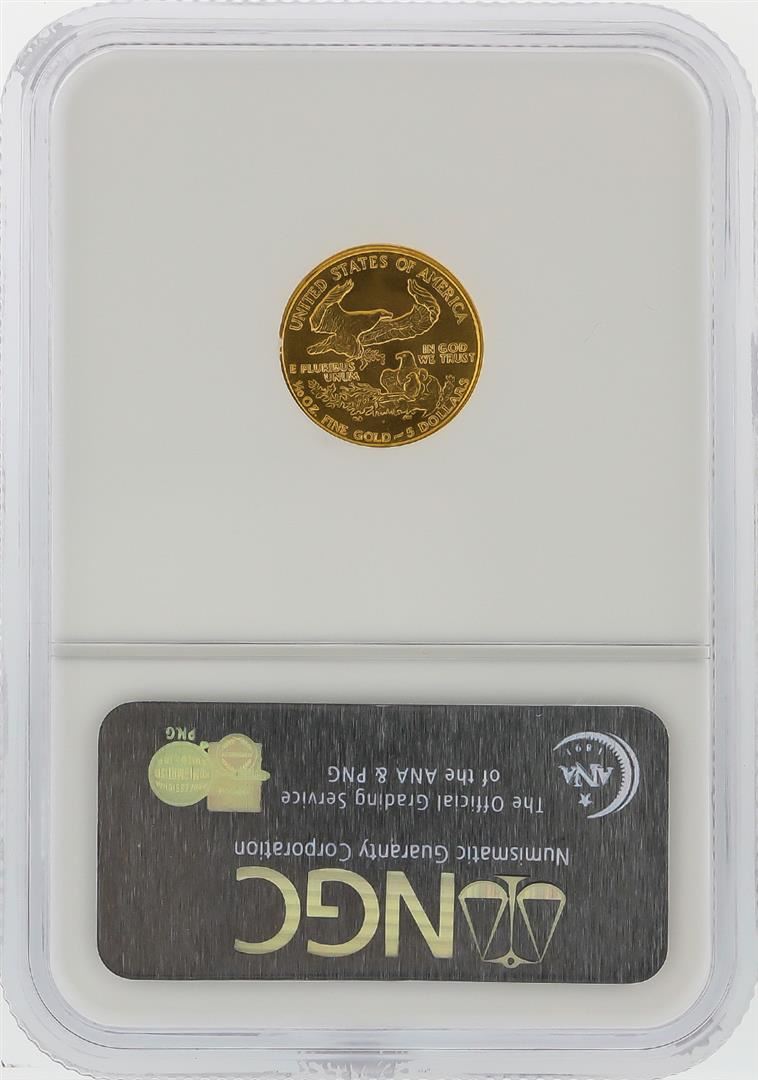 UNITED STATES OF AMERICA
E PLURIBUS
UNUM
IN GOD
WE TRUST
1/10 OZ. FINE GOLD — 5 DOLLARS
NGC
Numismatic Guaranty Corporation
The Official Grading Service
of the ANA & PNG
ANA
1891
PNG